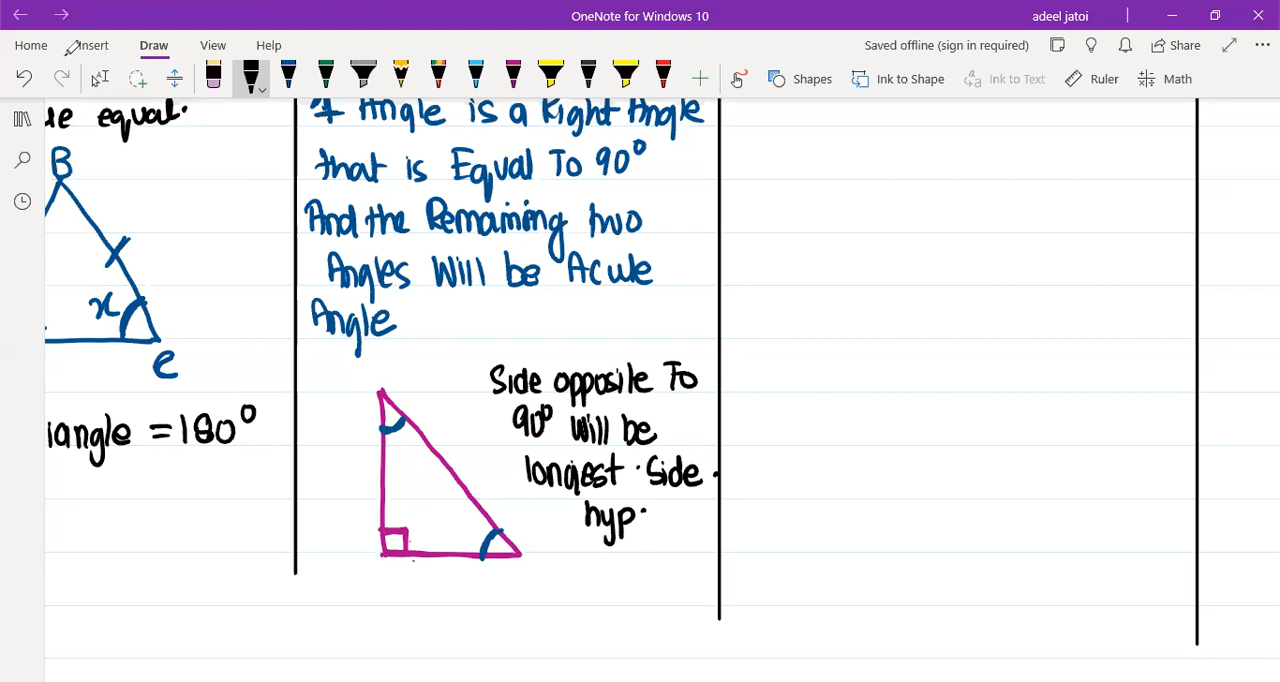 OneNote for Windows 10
adeel jatoi
Home Insert Draw View Help
Saved offline (sign in required) Share
Shapes Ink to Shape Ink to Text Ruler Math
equal.
B
x
C
iangle = 180°
1 Angle is a Right Angle
that is Equal To 90°
And the Remaining two
Angles Will be Acute
Angle
Side opposite To
90° Will be
longest Side.
hyp.